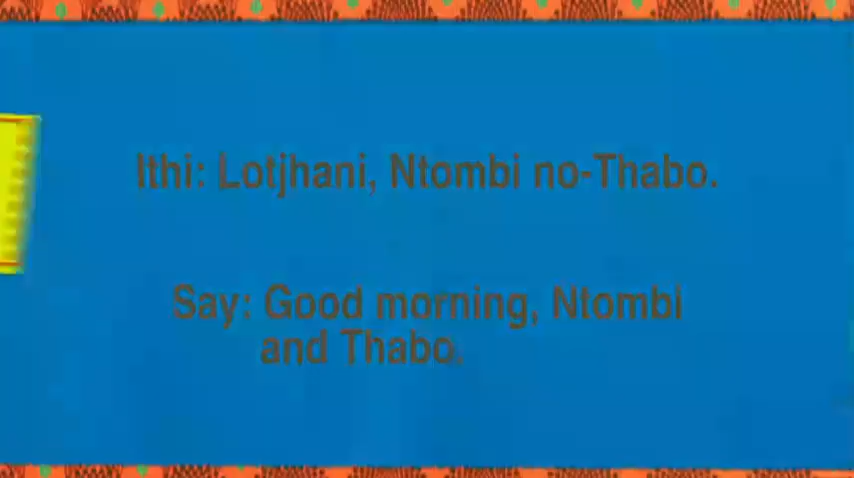 Ithi: Lotjhani, Ntombi no-Thabo.
Say: Good morning, Ntombi
and Thabo.